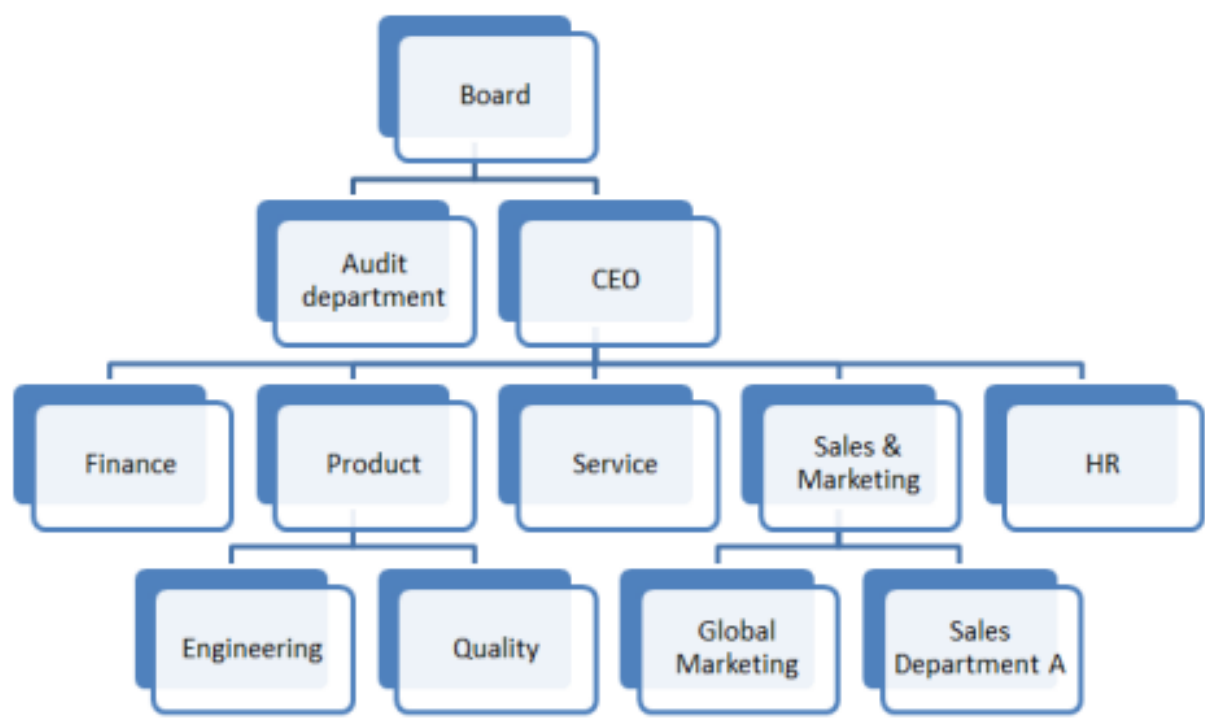 Board
Audit
department
CEO
Finance
Product
Service
Sales &
Marketing
HR
Engineering
Quality
Global
Marketing
Sales
Department A